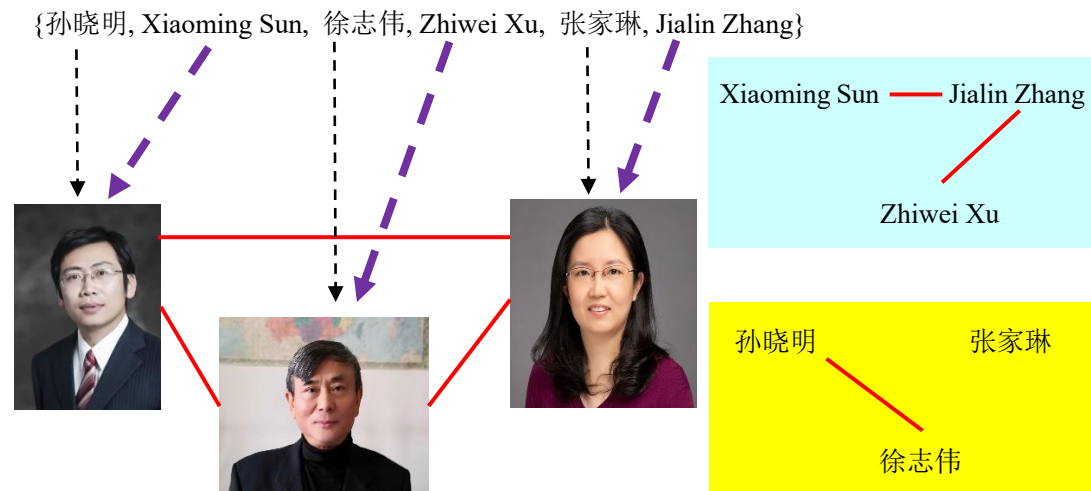 {孙晓明, Xiaoming Sun, 徐志伟, Zhiwei Xu, 张家琳, Jialin Zhang}
Xiaoming Sun Jialin Zhang
Zhiwei Xu
孙晓明 张家琳
徐志伟